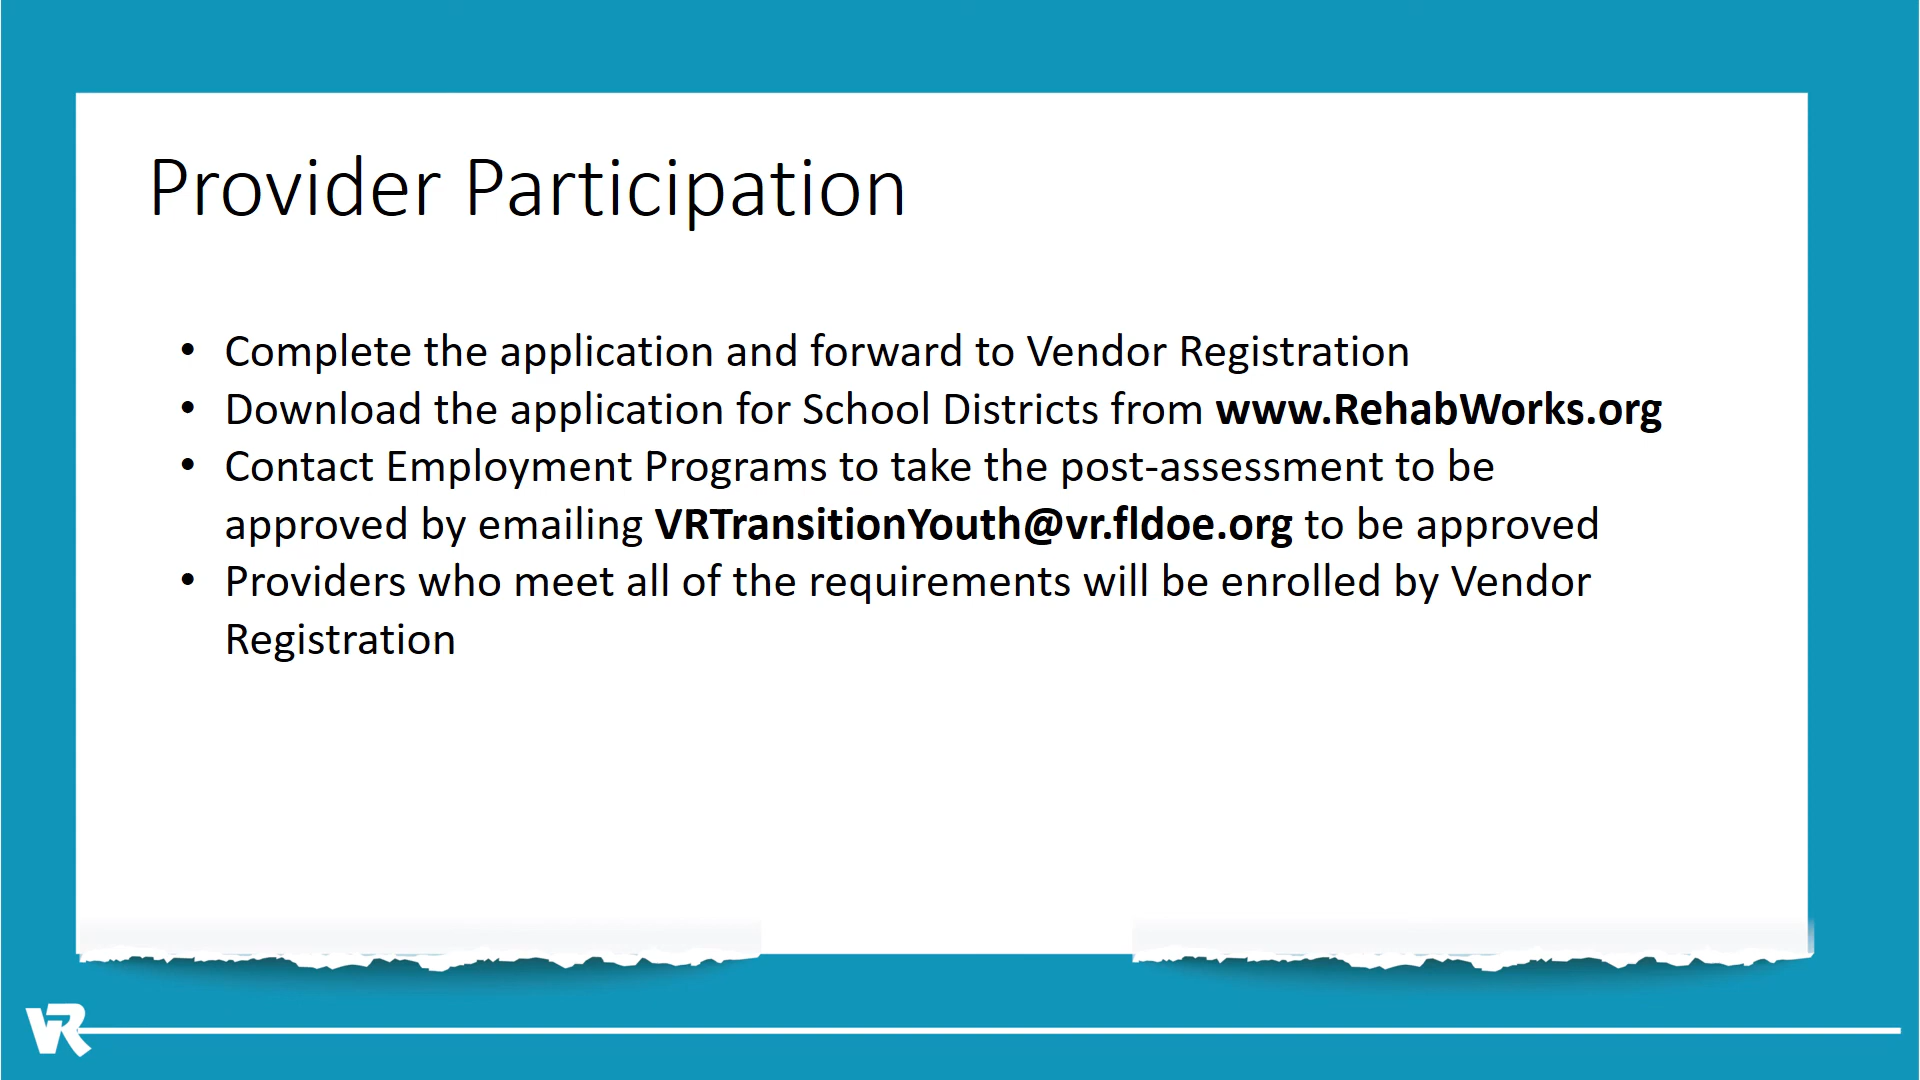 Provider Participation
• Complete the application and forward to Vendor Registration
• Download the application for School Districts from www.RehabWorks.org
• Contact Employment Programs to take the post-assessment to be
approved by emailing VRTransitionYouth@vr.fldoe.org to be approved
• Providers who meet all of the requirements will be enrolled by Vendor
Registration
VR